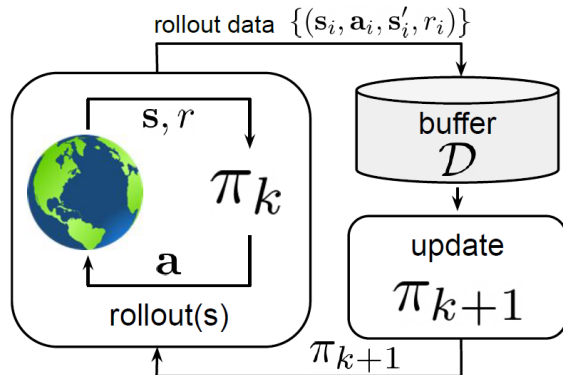 rollout data {(s_i, a_i, s'_i, r_i)}
s, r
π_k
a
rollout(s)
buffer
𝒟
update
π_{k+1}
π_{k+1}